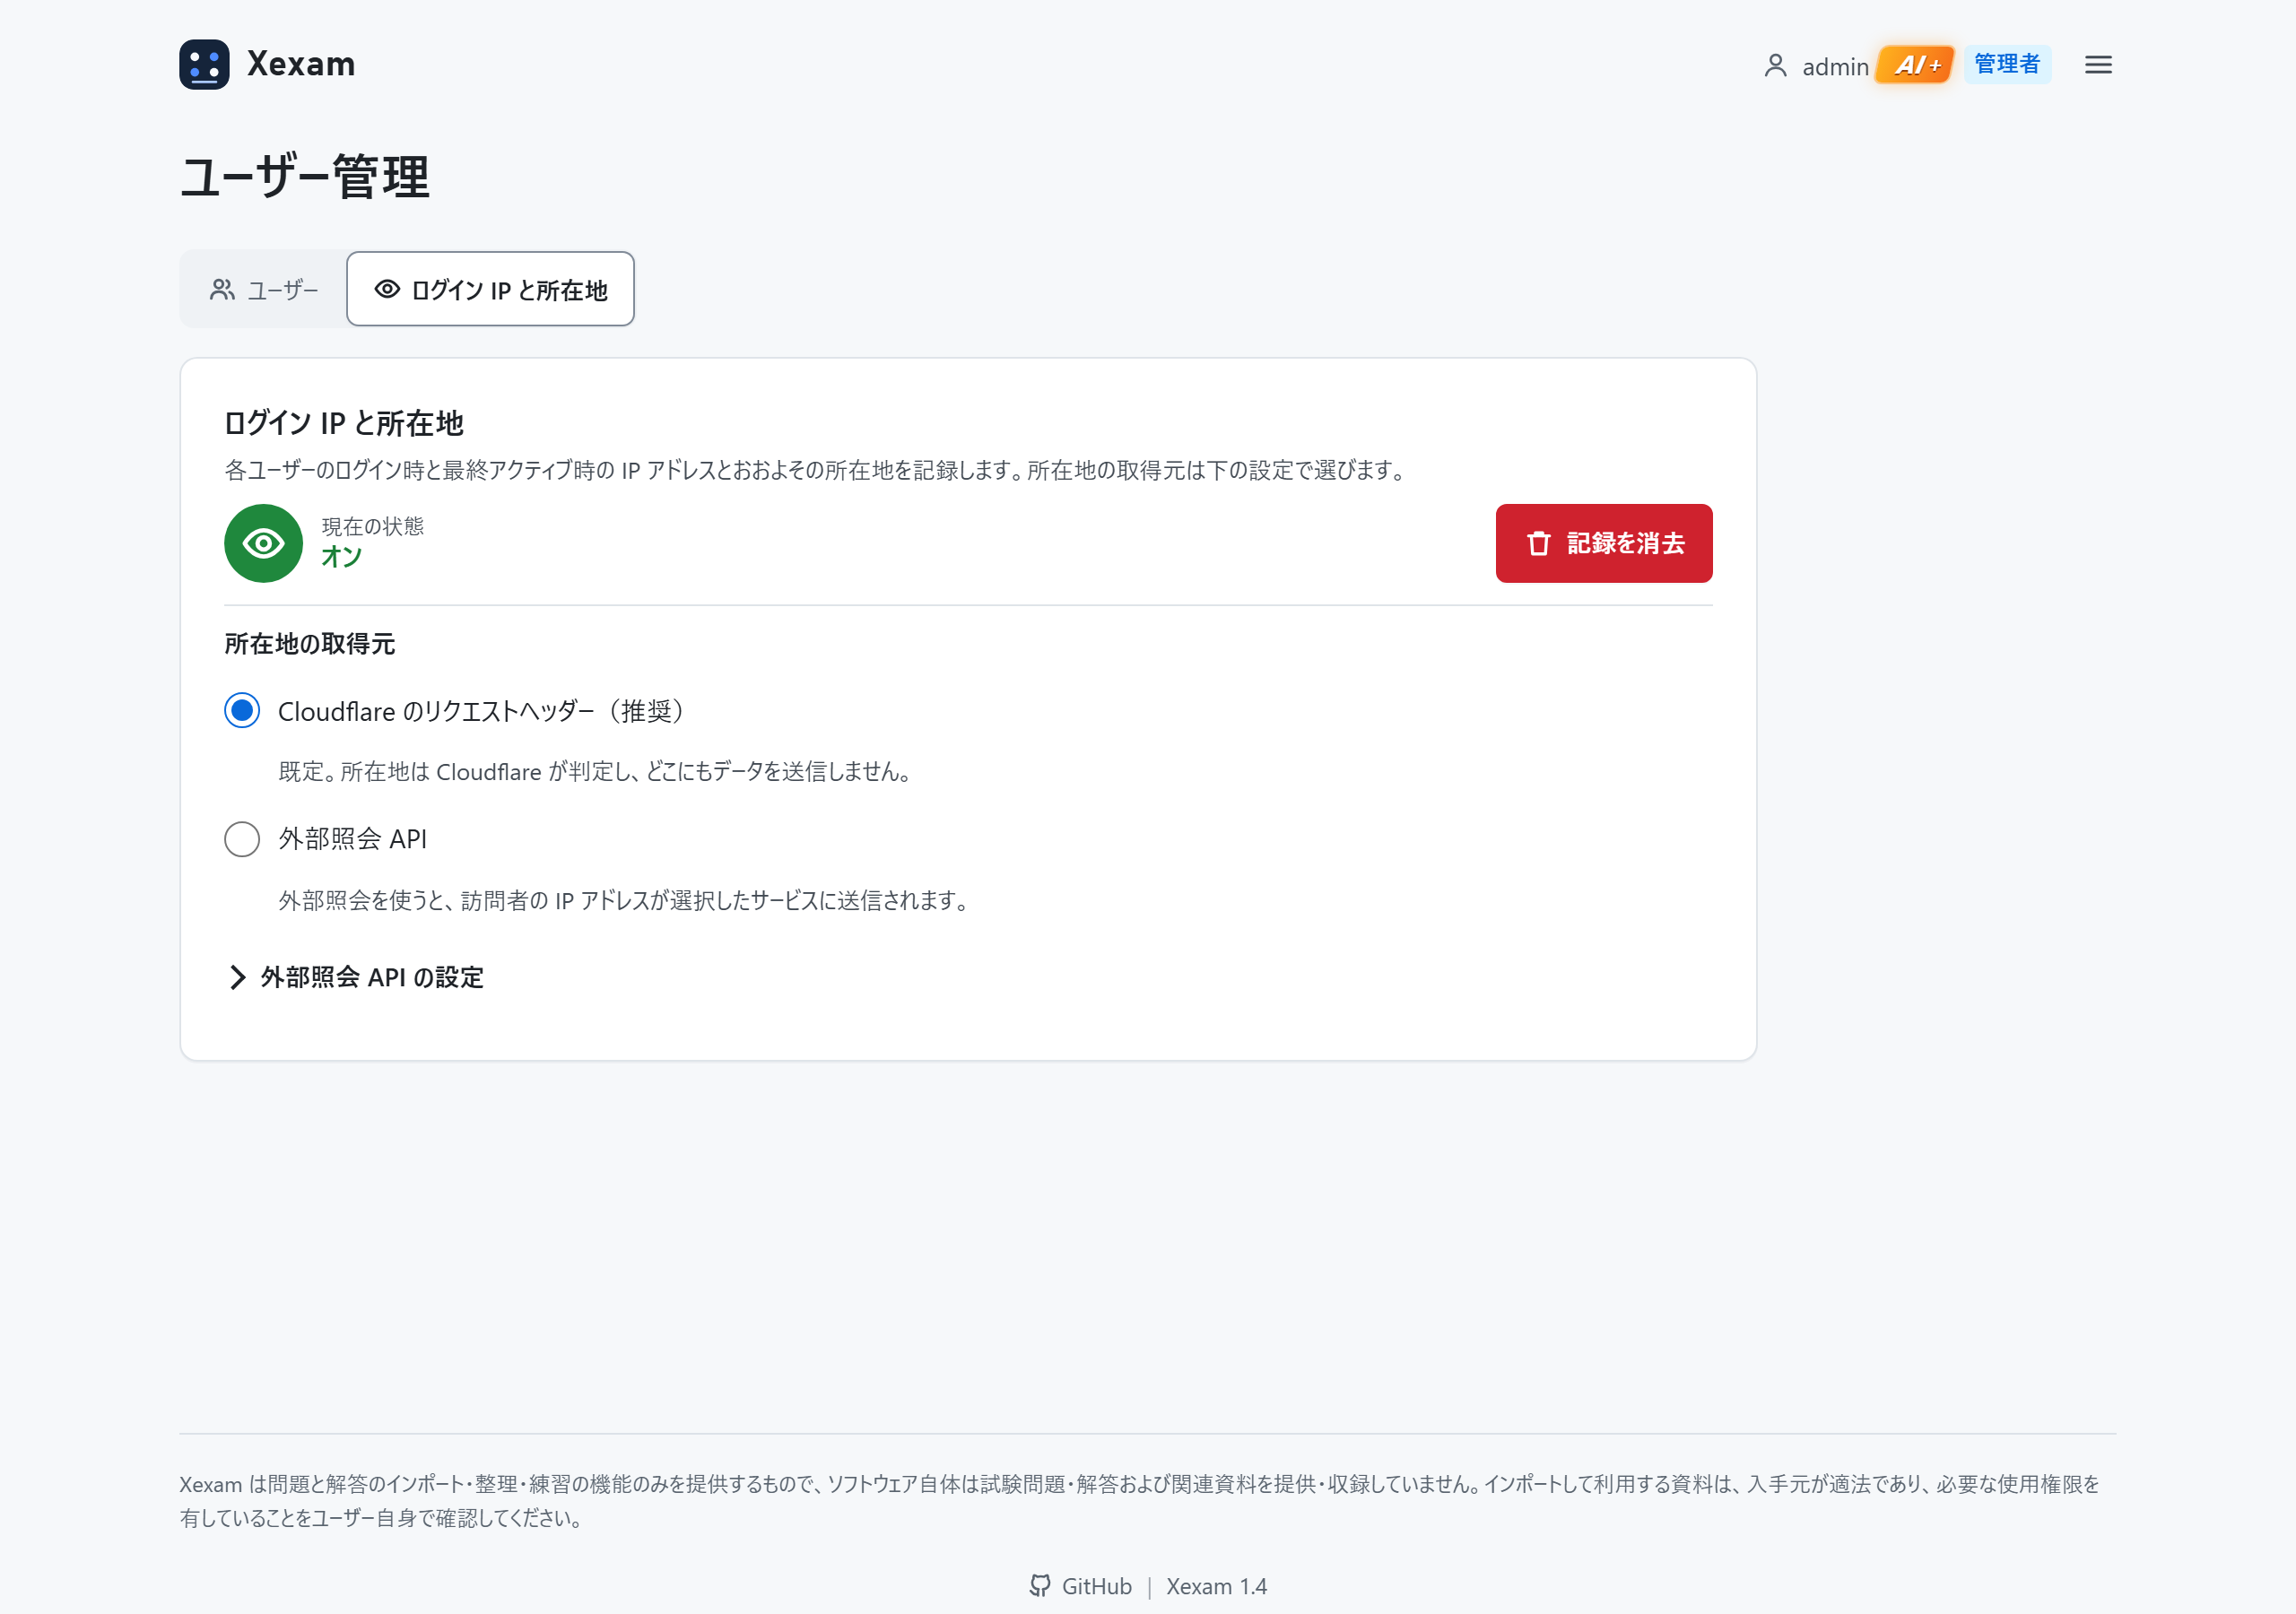 Xexam
admin AI+ 管理者
ユーザー管理
ユーザー
ログイン IP と所在地
ログイン IP と所在地
各ユーザーのログイン時と最終アクティブ時の IP アドレスとおおよその所在地を記録します。所在地の取得元は下の設定で選びます。
現在の状態
オン
記録を消去
所在地の取得元
Cloudflare のリクエストヘッダー（推奨）
既定。所在地は Cloudflare が判定し、どこにもデータを送信しません。
外部照会 API
外部照会を使うと、訪問者の IP アドレスが選択したサービスに送信されます。
外部照会 API の設定
Xexam は問題と解答のインポート・整理・練習の機能のみを提供するもので、ソフトウェア自体は試験問題・解答および関連資料を提供・収録していません。インポートして利用する資料は、入手元が適法であり、必要な使用権限を
有していることをユーザー自身で確認してください。
GitHub | Xexam 1.4